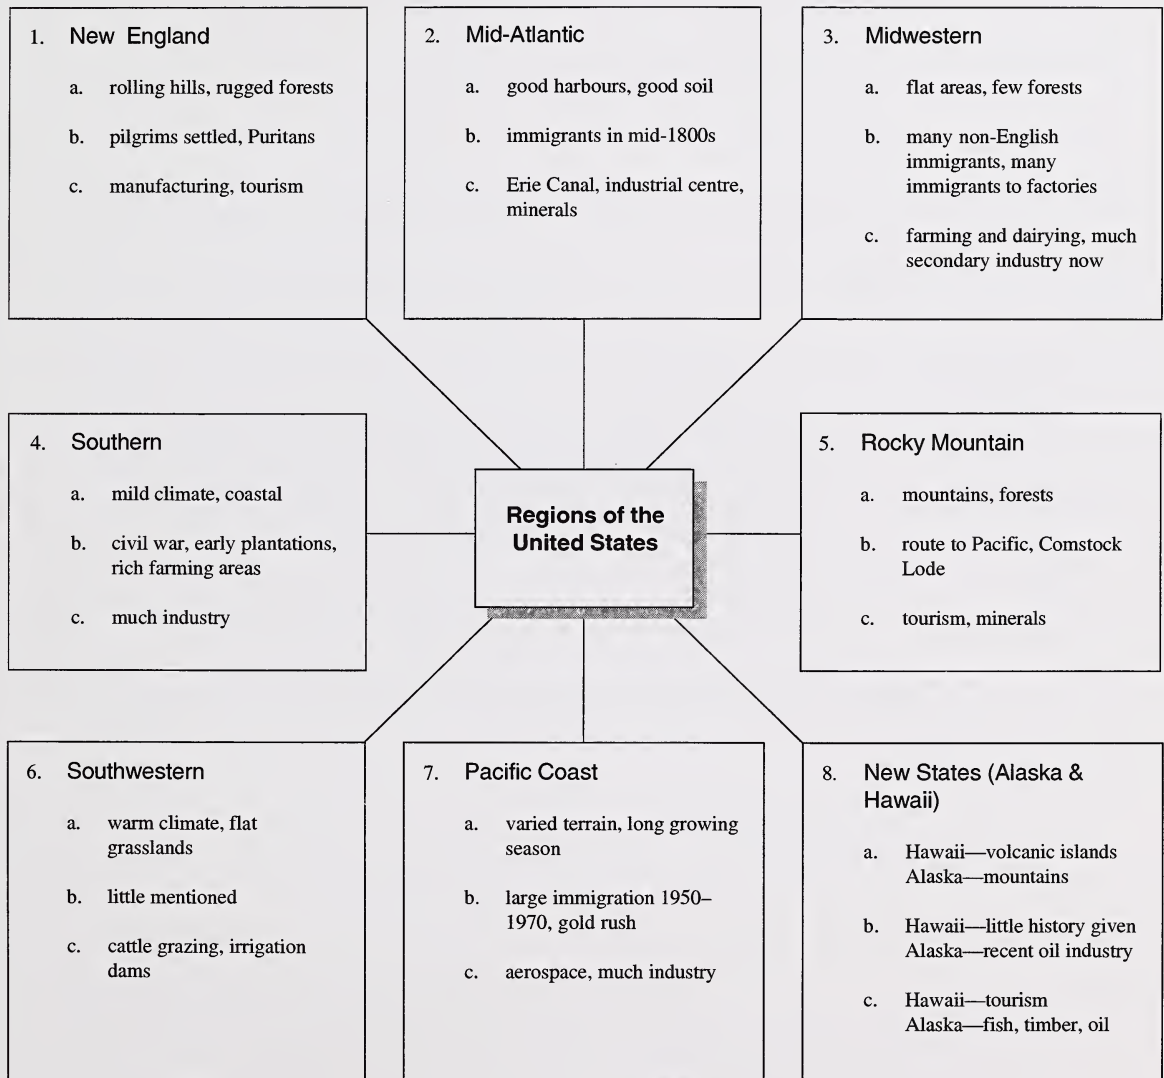 1. New England
a. rolling hills, rugged forests
b. pilgrims settled, Puritans
c. manufacturing, tourism
2. Mid-Atlantic
a. good harbours, good soil
b. immigrants in mid-1800s
c. Erie Canal, industrial centre,
minerals
3. Midwestern
a. flat areas, few forests
b. many non-English
immigrants, many
immigrants to factories
c. farming and dairying, much
secondary industry now
4. Southern
a. mild climate, coastal
b. civil war, early plantations,
rich farming areas
c. much industry
Regions of the
United States
5. Rocky Mountain
a. mountains, forests
b. route to Pacific, Comstock
Lode
c. tourism, minerals
6. Southwestern
a. warm climate, flat
grasslands
b. little mentioned
c. cattle grazing, irrigation
dams
7. Pacific Coast
a. varied terrain, long growing
season
b. large immigration 1950–
1970, gold rush
c. aerospace, much industry
8. New States (Alaska &
Hawaii)
a. Hawaii—volcanic islands
Alaska—mountains
b. Hawaii—little history given
Alaska—recent oil industry
c. Hawaii—tourism
Alaska—fish, timber, oil